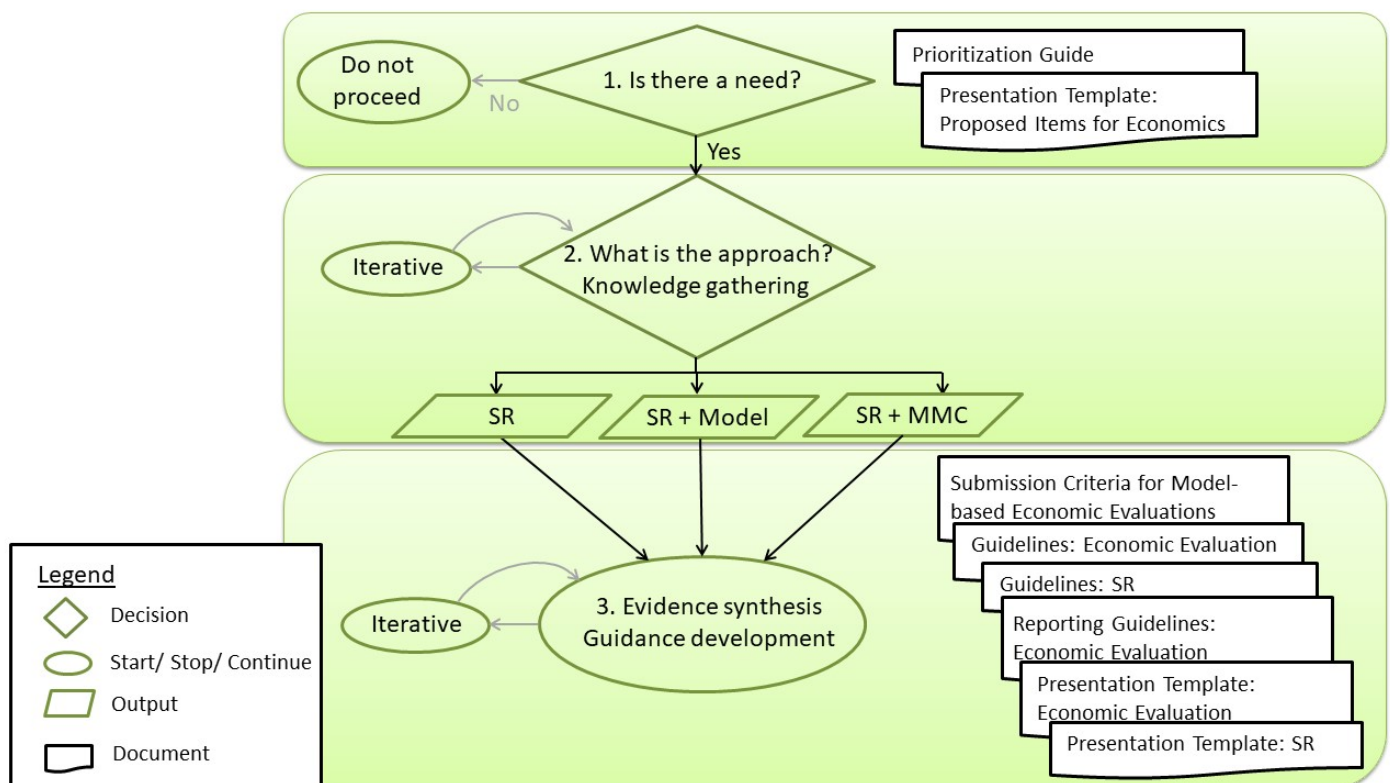 Do not
proceed
No
1. Is there a need?
Yes
Prioritization Guide
Presentation Template:
Proposed Items for Economics
Iterative
2. What is the approach?
Knowledge gathering
SR
SR + Model
SR + MMC
Iterative
3. Evidence synthesis
Guidance development
Submission Criteria for Model-
based Economic Evaluations
Guidelines: Economic Evaluation
Guidelines: SR
Reporting Guidelines:
Economic Evaluation
Presentation Template:
Economic Evaluation
Presentation Template: SR
Legend
Decision
Start/ Stop/ Continue
Output
Document